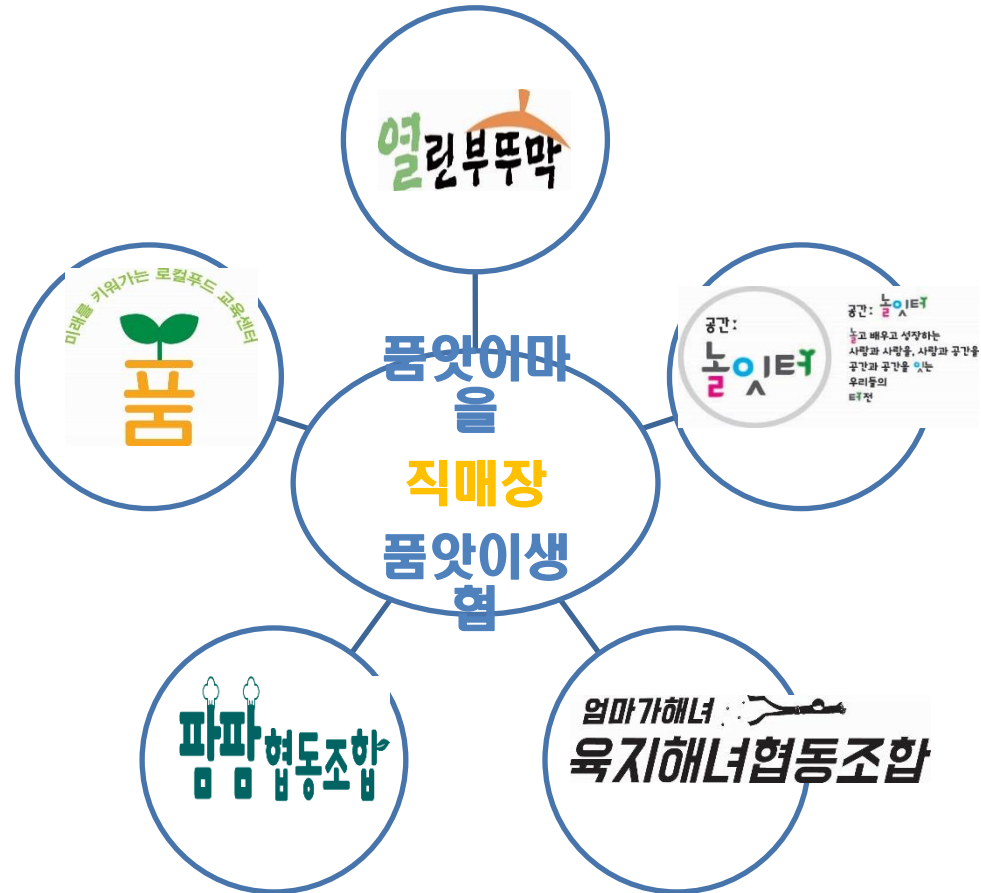 열린부뚜막
미래를 키워가는 로컬푸드 교육센터
품
공간:
놀잇터
공간: 놀잇터
놀고 배우고 성장하는
사람과 사람을, 사람과 공간을
공간과 공간을 잇는
우리들의
터전
품앗이마
을
직매장
품앗이생
협
팜팜협동조합
엄마가해녀
육지해녀협동조합